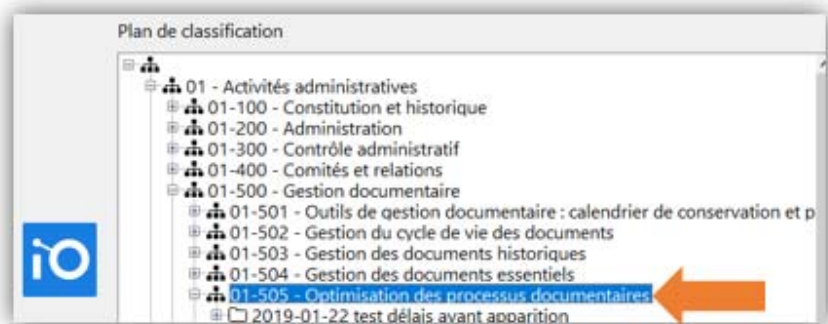 Plan de classification
01 - Activités administratives
01-100 - Constitution et historique
01-200 - Administration
01-300 - Contrôle administratif
01-400 - Comités et relations
01-500 - Gestion documentaire
01-501 - Outils de gestion documentaire : calendrier de conservation et p
01-502 - Gestion du cycle de vie des documents
01-503 - Gestion des documents historiques
01-504 - Gestion des documents essentiels
iO
01-505 - Optimisation des processus documentaires
2019-01-22 test délais avant apparition